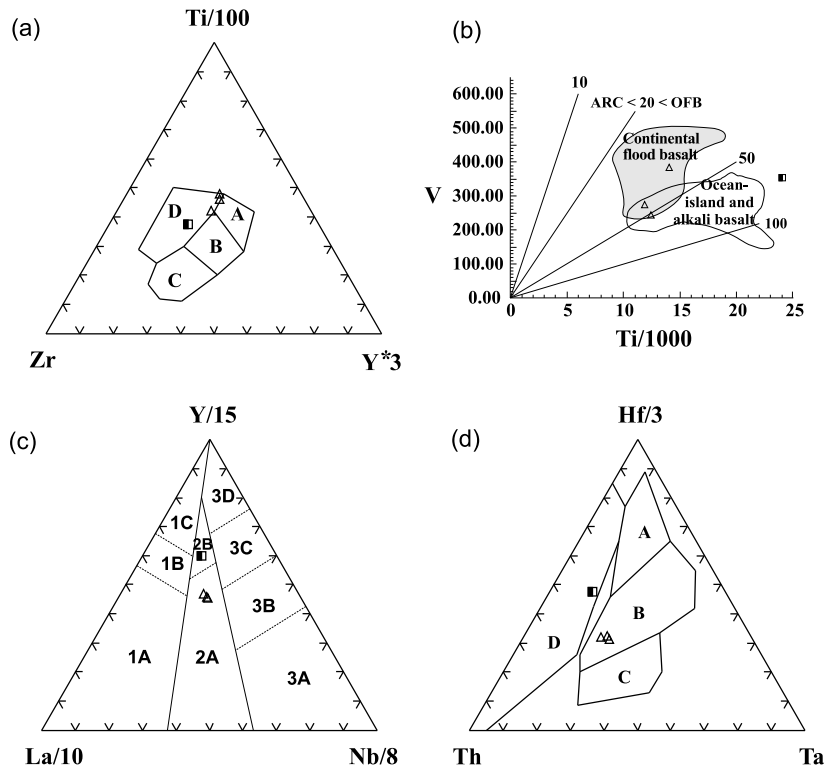 (a)
Ti/100
D
A
B
C
Zr
Y*3
(b)
600.00
500.00
400.00
300.00
200.00
100.00
0.00
V
10
ARC < 20 < OFB
Continental
flood basalt
50
Ocean-
island and
alkali basalt
100
0
5
10
15
20
25
Ti/1000
(c)
Y/15
3D
1C
2B
3C
1B
3B
1A
2A
3A
La/10
Nb/8
(d)
Hf/3
A
B
D
C
Th
Ta